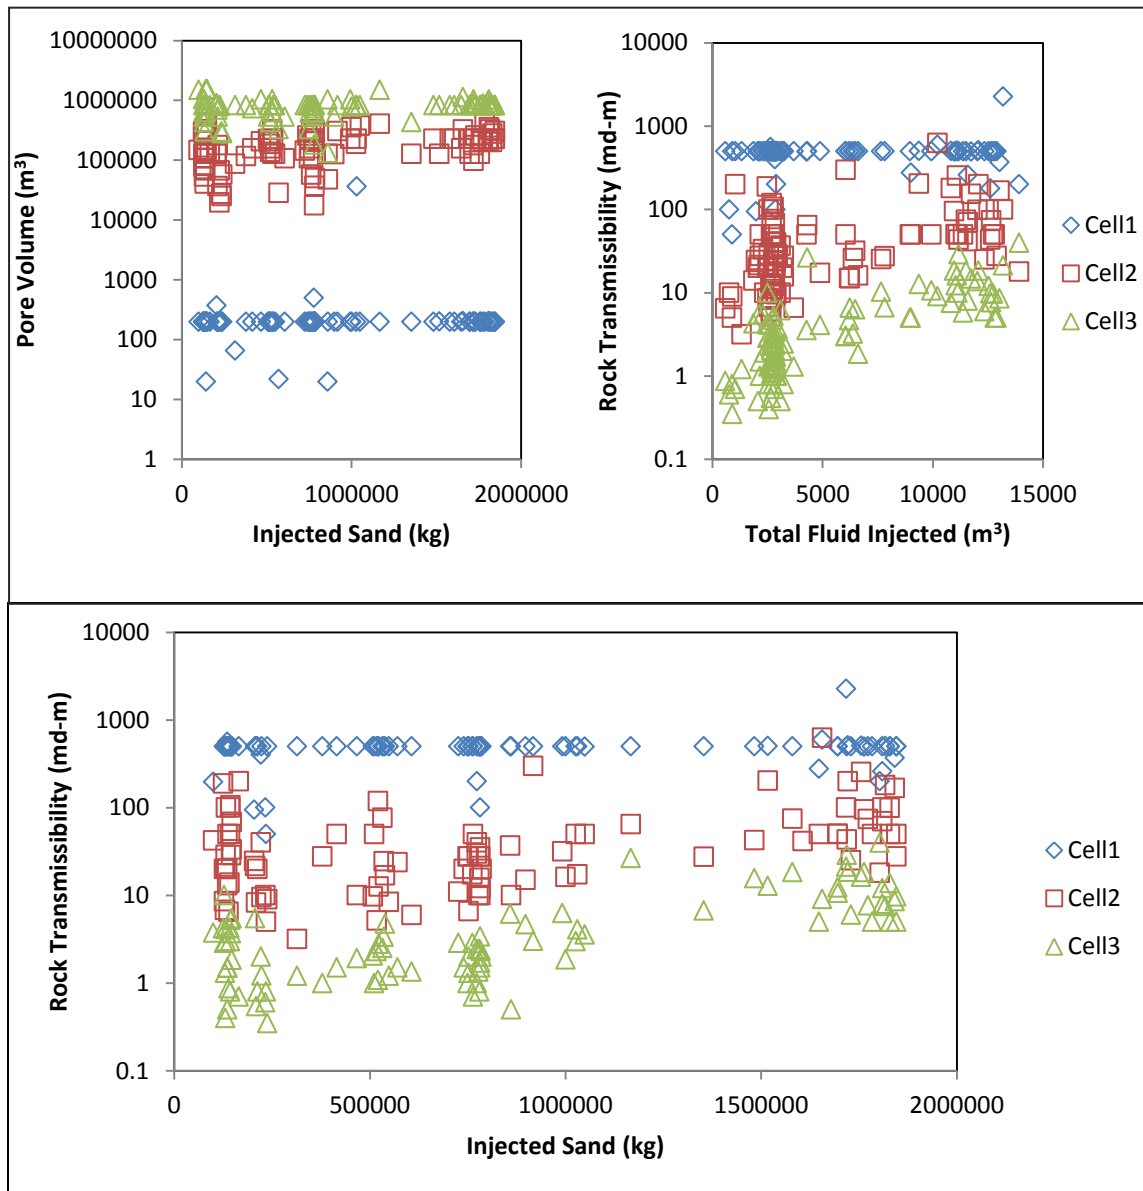 10000000
1000000
100000
10000
1000
100
10
1
Pore Volume (m³)
0 1000000 2000000
Injected Sand (kg)
10000
1000
100
10
1
0.1
Rock Transmissibility (md-m)
0 5000 10000 15000
Total Fluid Injected (m³)
Cell1
Cell2
Cell3
10000
1000
100
10
1
0.1
Rock Transmissibility (md-m)
0 500000 1000000 1500000 2000000
Injected Sand (kg)
Cell1
Cell2
Cell3